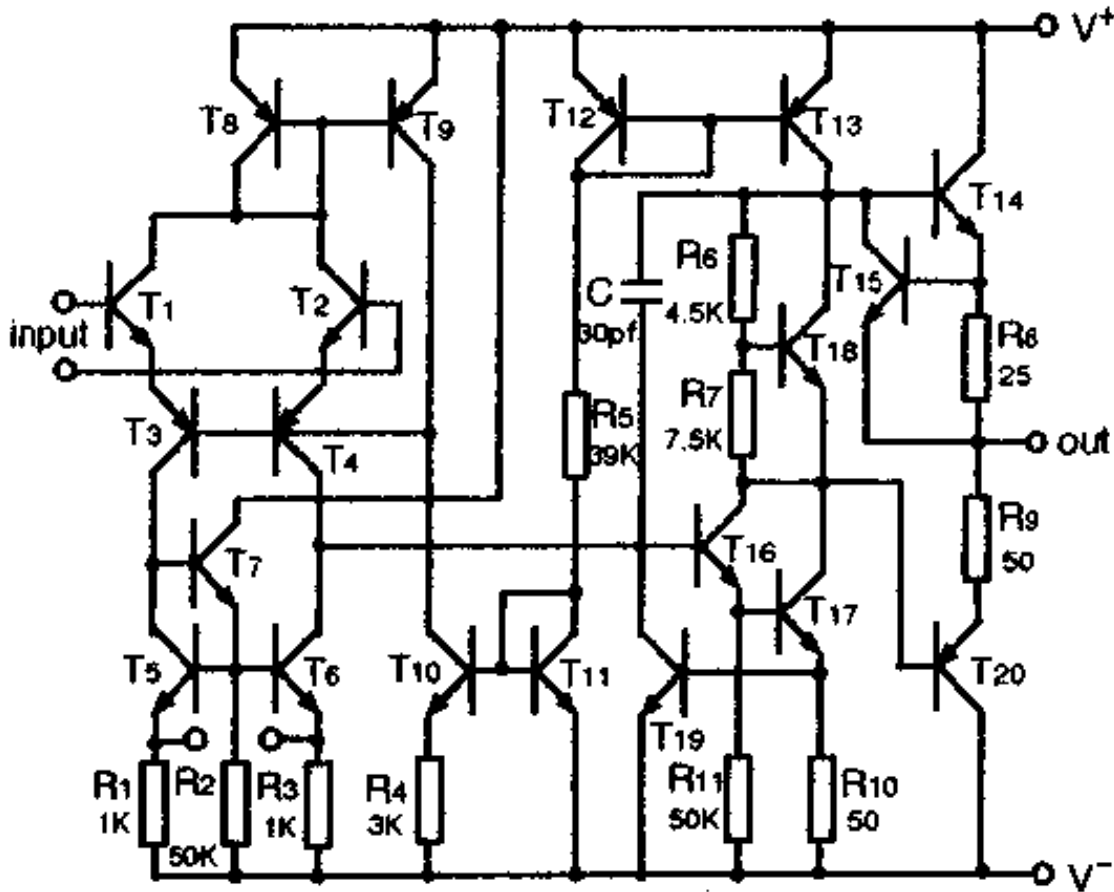 V+
T8
T9
T12
T13
T14
T1
T2
input
C
30pf
R6
4.5K
T15
T18
R8
25
T3
T4
R5
39K
R7
7.5K
out
T7
T16
R9
50
T17
T5
T6
T10
T11
T19
T20
R1
1K
R2
50K
R3
1K
R4
3K
R11
50K
R10
50
V-